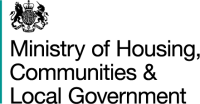 Ministry of Housing,
Communities &
Local Government